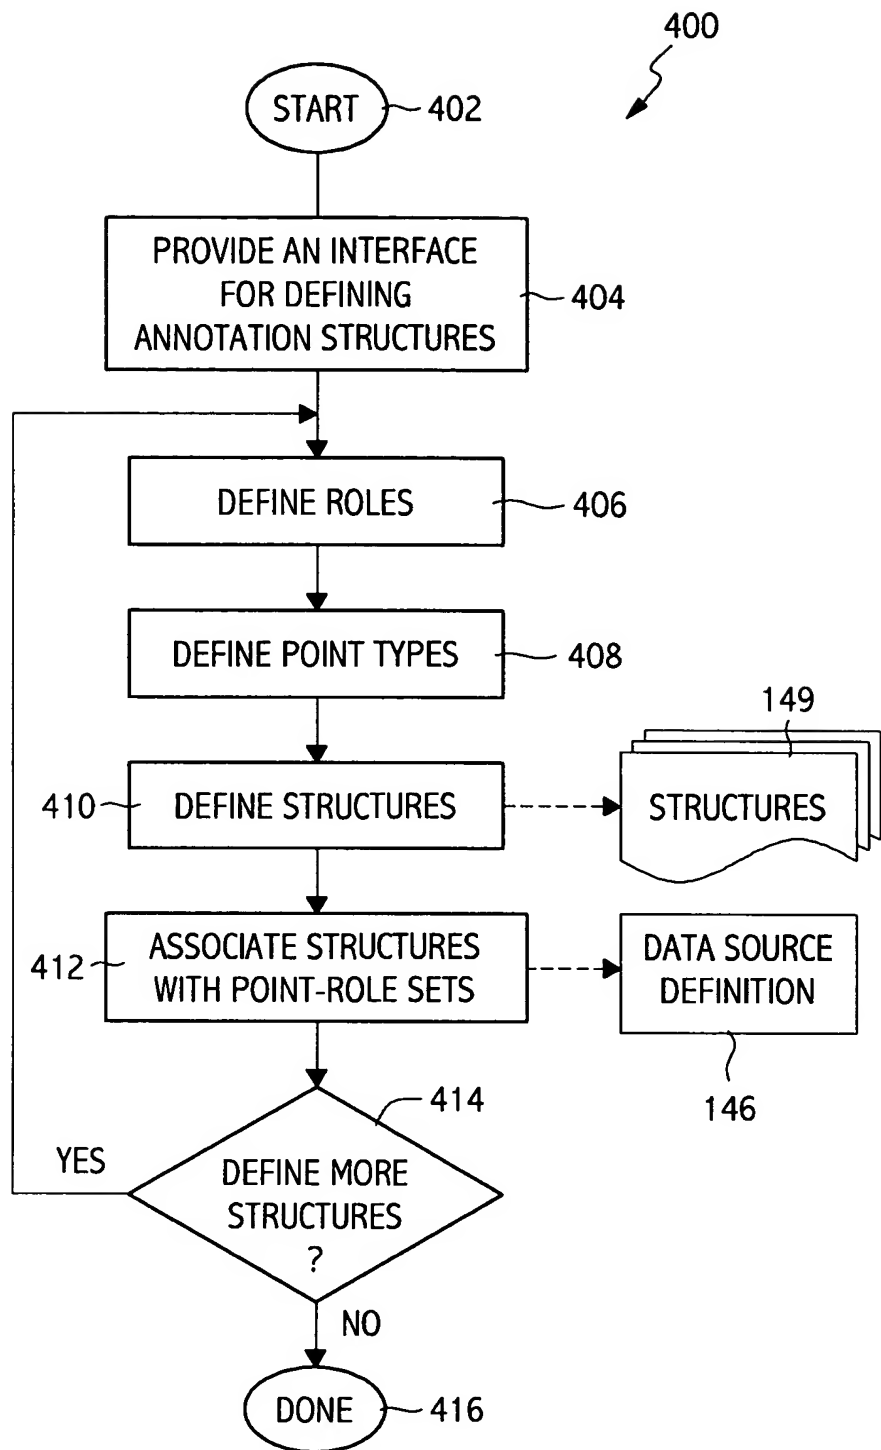 400
START
402
PROVIDE AN INTERFACE
FOR DEFINING
ANNOTATION STRUCTURES
404
DEFINE ROLES
406
DEFINE POINT TYPES
408
149
410
DEFINE STRUCTURES
STRUCTURES
412
ASSOCIATE STRUCTURES
WITH POINT-ROLE SETS
DATA SOURCE
DEFINITION
146
414
YES
DEFINE MORE
STRUCTURES
?
NO
DONE
416